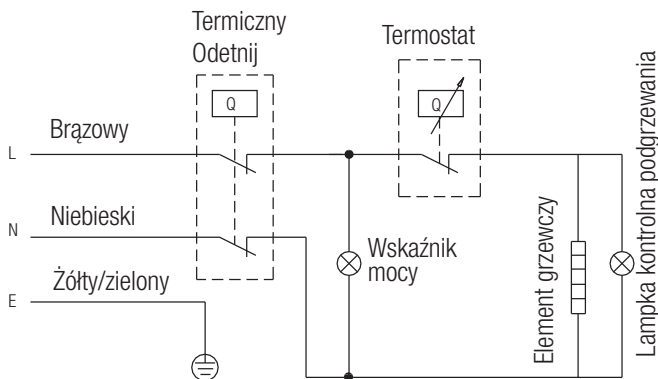 Termiczny
Odetnij
Termostat
Q
Q
L
Brązowy
N
Niebieski
E
Żółty/zielony
Wskaźnik
mocy
Element grzewczy
Lampka kontrolna podgrzewania